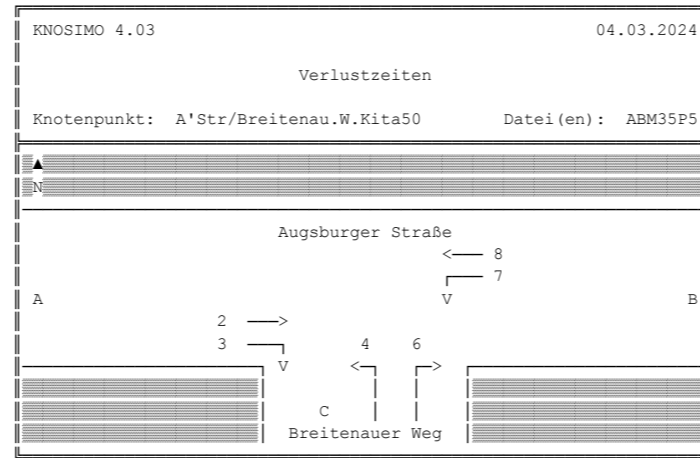 KNOSIMO 4.03 04.03.2024
Verlustzeiten
Knotenpunkt: A'Str/Breitenau.W.Kita50 Datei(en): ABM35P5
N
Augsburger Straße
8
7
A V B
2
3 4 6
V
C
Breitenauer Weg